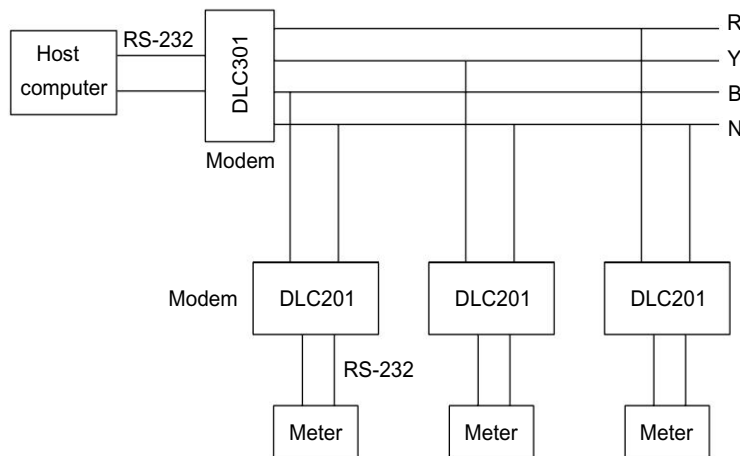 Host
computer
RS-232
DLC301
Modem
R
Y
B
N
Modem
DLC201
DLC201
DLC201
RS-232
Meter
Meter
Meter